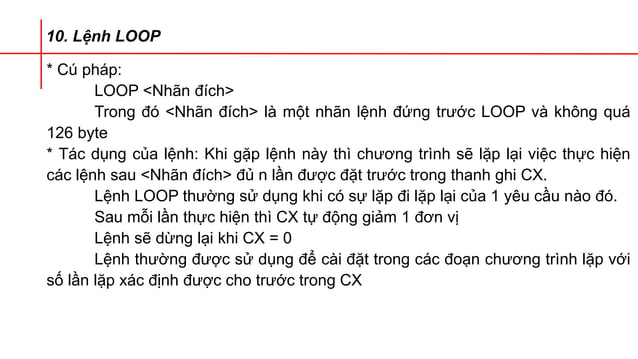 10. Lệnh LOOP
* Cú pháp:
LOOP <Nhãn đích>
Trong đó <Nhãn đích> là một nhãn lệnh đứng trước LOOP và không quá
126 byte
* Tác dụng của lệnh: Khi gặp lệnh này thì chương trình sẽ lặp lại việc thực hiện
các lệnh sau <Nhãn đích> đủ n lần được đặt trước trong thanh ghi CX.
Lệnh LOOP thường sử dụng khi có sự lặp đi lặp lại của 1 yêu cầu nào đó.
Sau mỗi lần thực hiện thì CX tự động giảm 1 đơn vị
Lệnh sẽ dừng lại khi CX = 0
Lệnh thường được sử dụng để cài đặt trong các đoạn chương trình lặp với
số lần lặp xác định được cho trước trong CX